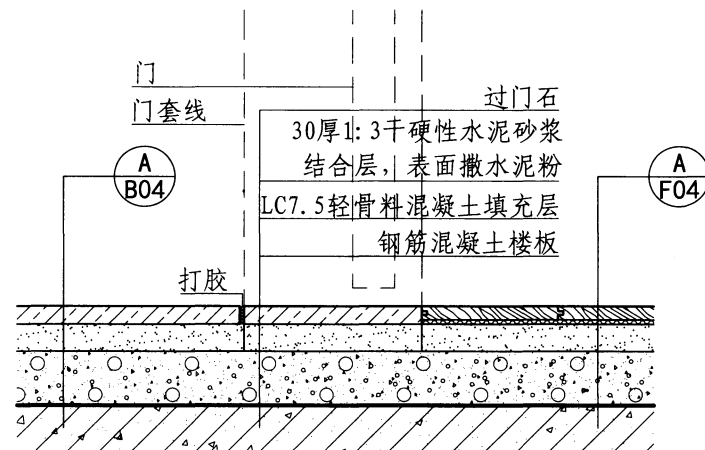 门
门套线
过门石
30厚1:3干硬性水泥砂浆
结合层，表面撒水泥粉
LC7.5轻骨料混凝土填充层
钢筋混凝土楼板
A
B04
A
F04
打胶